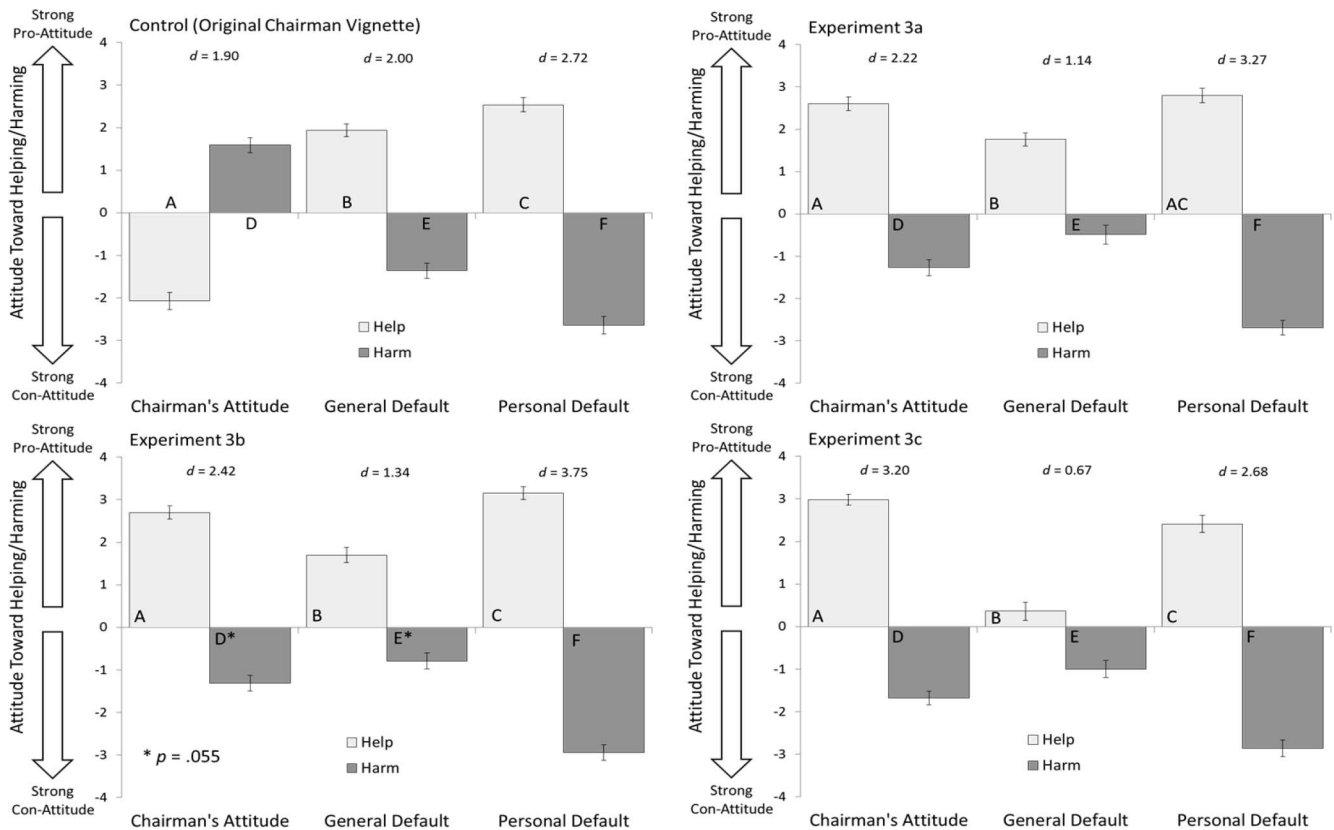 Strong
Pro-Attitude
Control (Original Chairman Vignette)
4
3
2
1
0
-1
-2
-3
-4
Attitude Toward Helping/Harming
d = 1.90
d = 2.00
d = 2.72
A
B
C
D
E
F
Help
Harm
Strong
Con-Attitude
Chairman's Attitude
General Default
Personal Default
Strong
Pro-Attitude
Experiment 3a
4
3
2
1
0
-1
-2
-3
-4
Attitude Toward Helping/Harming
d = 2.22
d = 1.14
d = 3.27
A
B
AC
D
E
F
Help
Harm
Strong
Con-Attitude
Chairman's Attitude
General Default
Personal Default
Strong
Pro-Attitude
Experiment 3b
4
3
2
1
0
-1
-2
-3
-4
Attitude Toward Helping/Harming
d = 2.42
d = 1.34
d = 3.75
A
B
C
D*
E*
F
* p = .055
Help
Harm
Strong
Con-Attitude
Chairman's Attitude
General Default
Personal Default
Strong
Pro-Attitude
Experiment 3c
4
3
2
1
0
-1
-2
-3
-4
Attitude Toward Helping/Harming
d = 3.20
d = 0.67
d = 2.68
A
B
C
D
E
F
Help
Harm
Strong
Con-Attitude
Chairman's Attitude
General Default
Personal Default